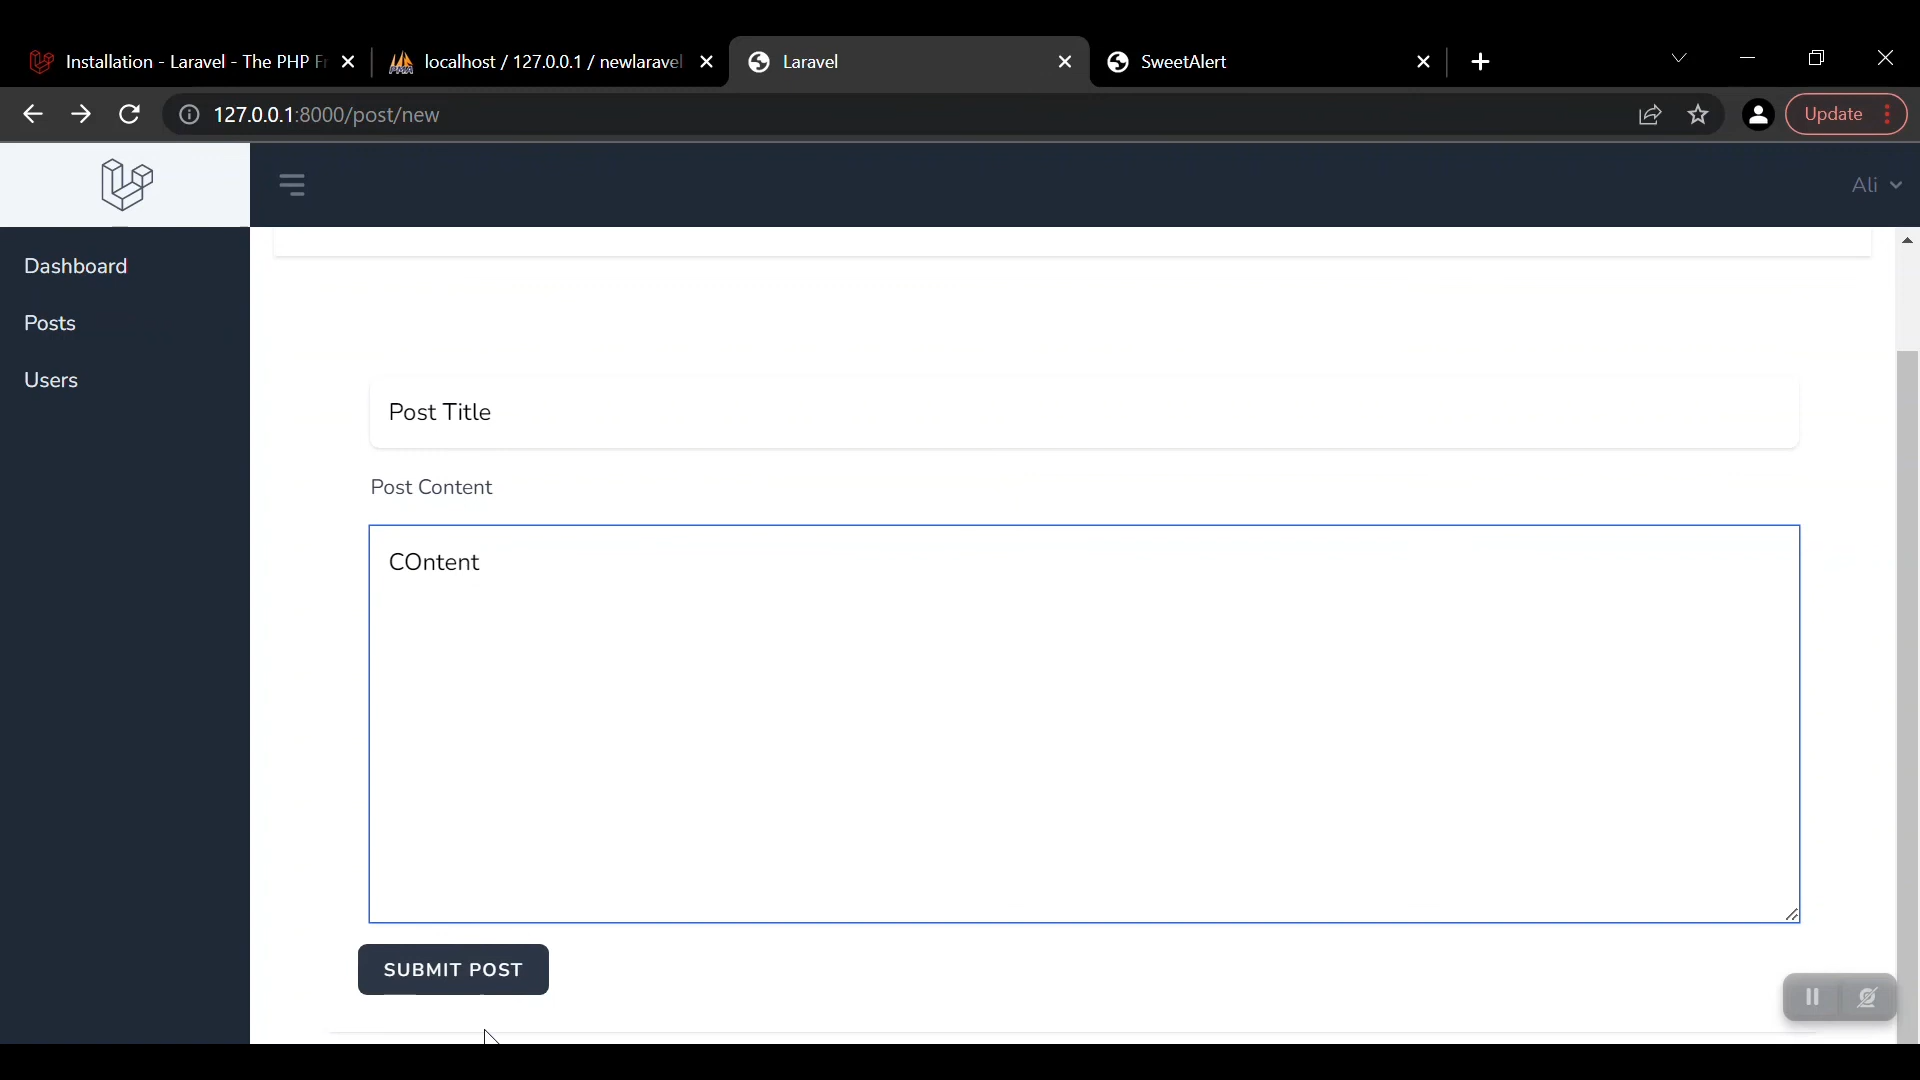 Installation - Laravel - The PHP Fr
localhost / 127.0.0.1 / newlaravel
Laravel
SweetAlert
127.0.0.1:8000/post/new
Update
Ali
Dashboard
Posts
Users
Post Title
Post Content
COntent
SUBMIT POST